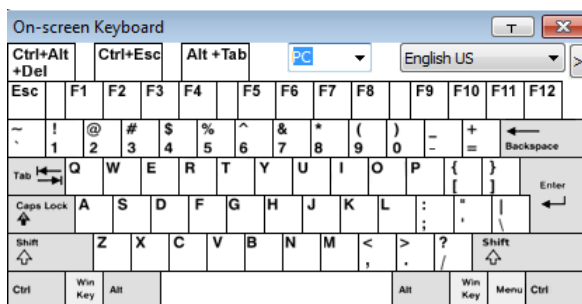 On-screen Keyboard
Ctrl+Alt +Del Ctrl+Esc Alt +Tab PC English US >
Esc F1 F2 F3 F4 F5 F6 F7 F8 F9 F10 F11 F12
~ ! @ # $ % ^ & * ( ) _ +
` 1 2 3 4 5 6 7 8 9 0 - = Backspace
Tab Q W E R T Y U I O P { }
[ ] Enter
Caps Lock A S D F G H J K L : " |
; ' \
Shift Z X C V B N M < > ? Shift
, . /
Ctrl Win Key Alt Alt Win Key Menu Ctrl